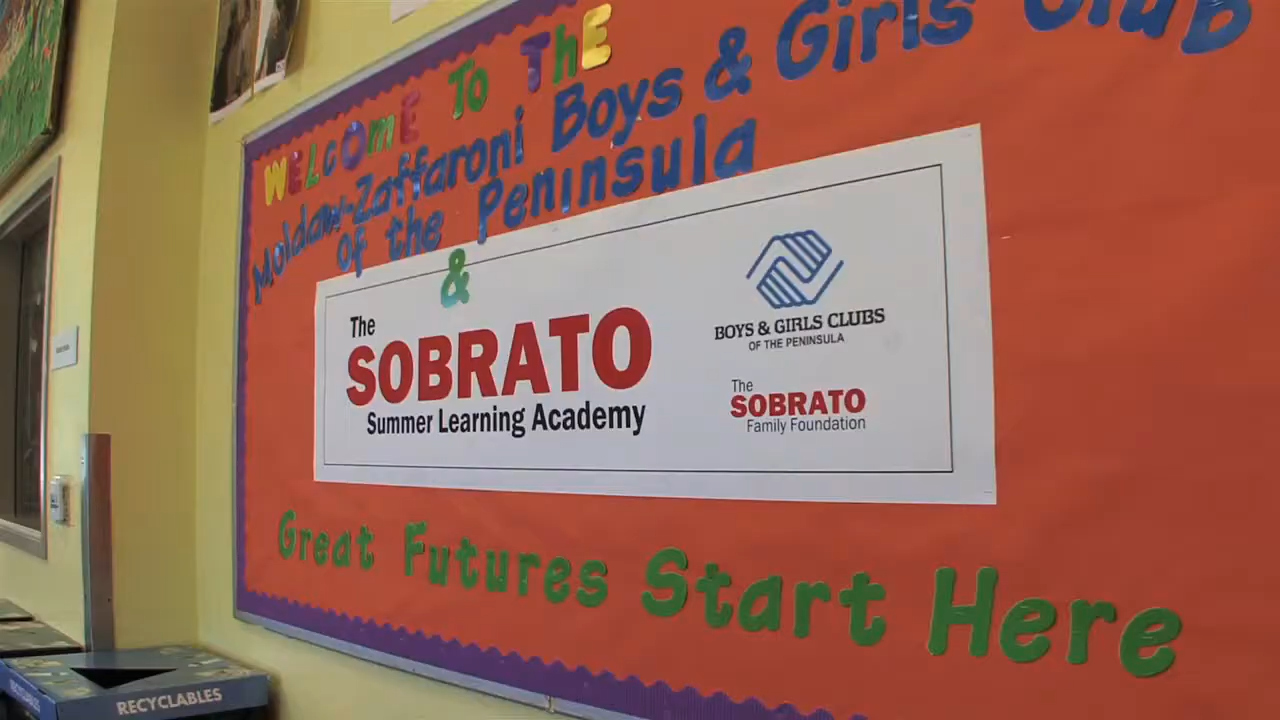 WELCOME TO THE
Moldaw-Zaffaroni Boys & Girls Club
of the Peninsula
&
The
SOBRATO
Summer Learning Academy
BOYS & GIRLS CLUBS
OF THE PENINSULA
The
SOBRATO
Family Foundation
Great Futures Start Here
RECYCLABLES